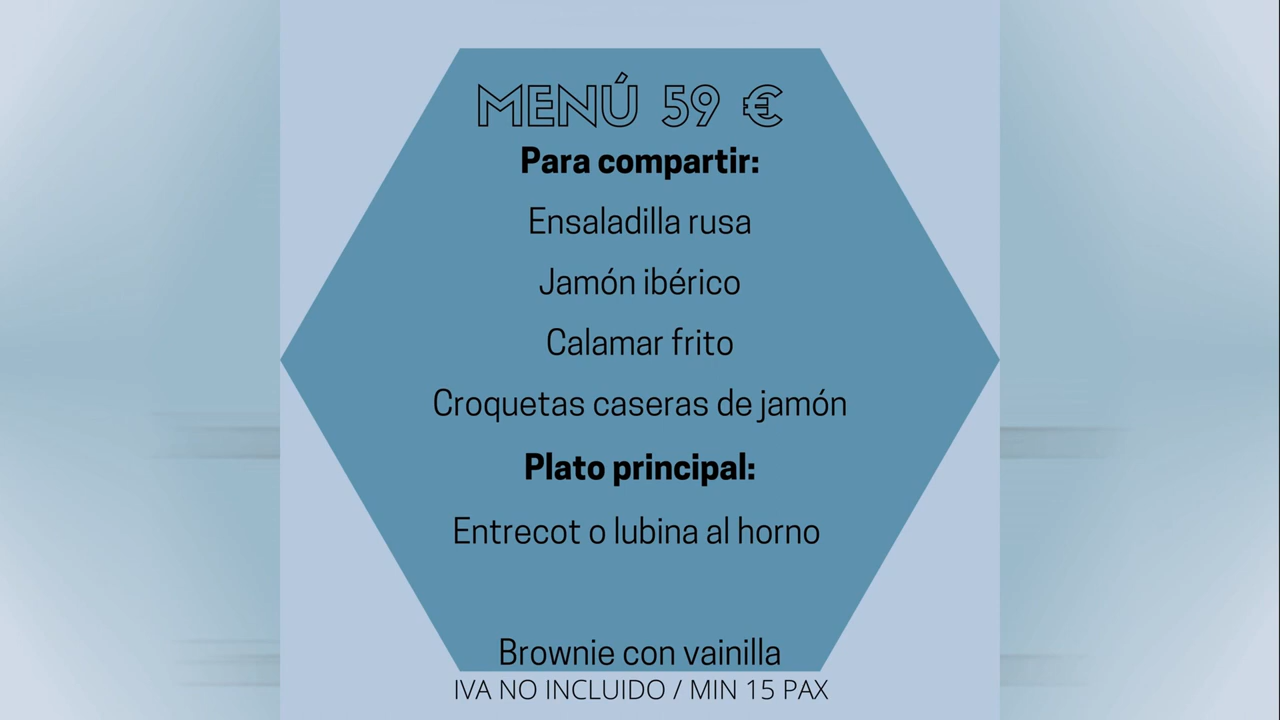 MENÚ 59 €
Para compartir:
Ensaladilla rusa
Jamón ibérico
Calamar frito
Croquetas caseras de jamón
Plato principal:
Entrecot o lubina al horno
Brownie con vainilla
IVA NO INCLUIDO / MIN 15 PAX